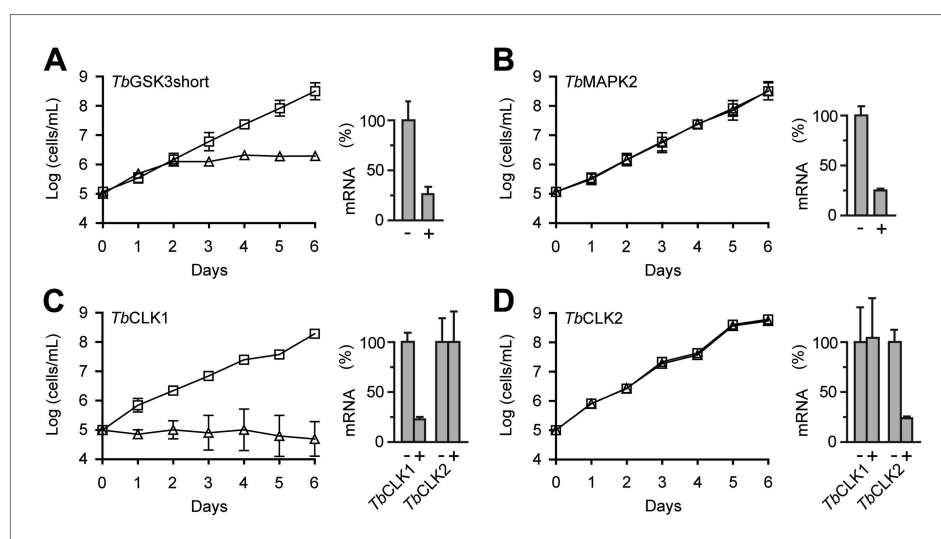 A
TbGSK3short
Log (cells/mL)
9
8
7
6
5
4
0 1 2 3 4 5 6
Days
mRNA (%)
100
50
0
- +
B
TbMAPK2
Log (cells/mL)
9
8
7
6
5
4
0 1 2 3 4 5 6
Days
mRNA (%)
100
50
0
- +
C
TbCLK1
Log (cells/mL)
9
8
7
6
5
4
0 1 2 3 4 5 6
Days
mRNA (%)
100
50
0
- + - +
TbCLK1
TbCLK2
D
TbCLK2
Log (cells/mL)
9
8
7
6
5
4
0 1 2 3 4 5 6
Days
mRNA (%)
100
50
0
- + - +
TbCLK1
TbCLK2